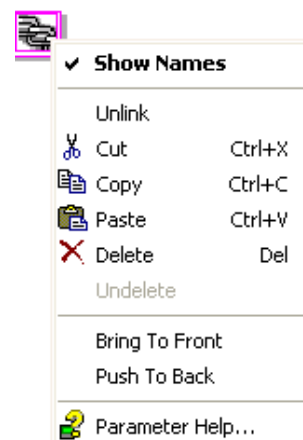 Show Names
Unlink
Cut Ctrl+X
Copy Ctrl+C
Paste Ctrl+V
Delete Del
Undelete
Bring To Front
Push To Back
Parameter Help...